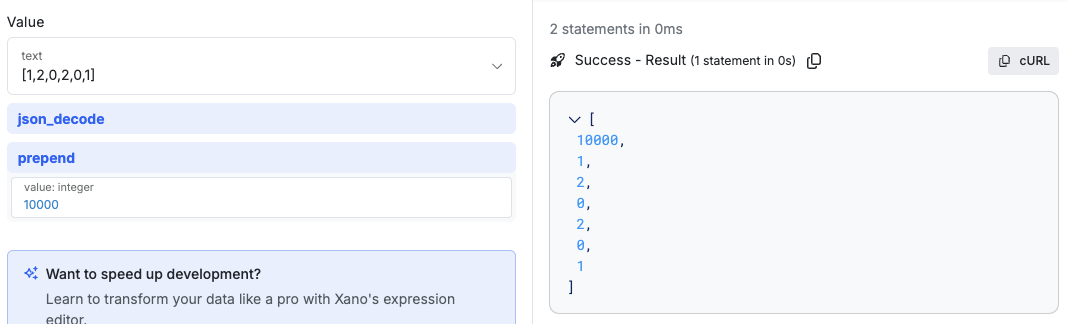 Value
text
[1,2,0,2,0,1]
json_decode
prepend
value: integer
10000
Want to speed up development?
Learn to transform your data like a pro with Xano's expression
editor.
2 statements in 0ms
Success - Result (1 statement in 0s)
cURL
[
10000,
1,
2,
0,
2,
0,
1
]